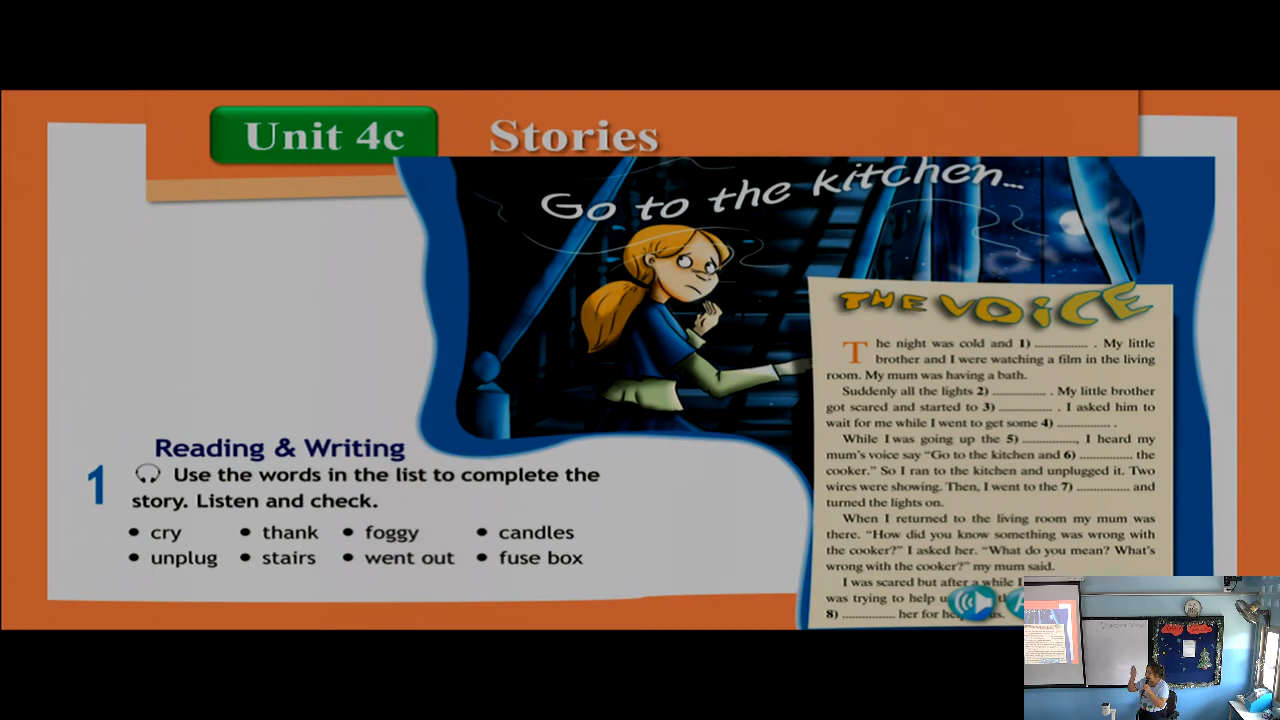 Unit 4c
Stories
Go to the kitchen...
THE VOICE
The night was cold and 1) .............. . My little
brother and I were watching a film in the living
room. My mum was having a bath.
Suddenly all the lights 2) .............. . My little brother
got scared and started to 3) .............. . I asked him to
wait for me while I went to get some 4) .............. .
While I was going up the 5) .............., I heard my
mum's voice say "Go to the kitchen and 6) .............. the
cooker." So I ran to the kitchen and unplugged it. Two
wires were showing. Then, I went to the 7) .............. and
turned the lights on.
When I returned to the living room my mum was
there. "How did you know something was wrong with
the cooker?" I asked her. "What do you mean? What's
wrong with the cooker?" my mum said.
I was scared but after a while I
was trying to help
8) .............. her for
Reading & Writing
1 Use the words in the list to complete the
story. Listen and check.
• cry • thank • foggy • candles
• unplug • stairs • went out • fuse box